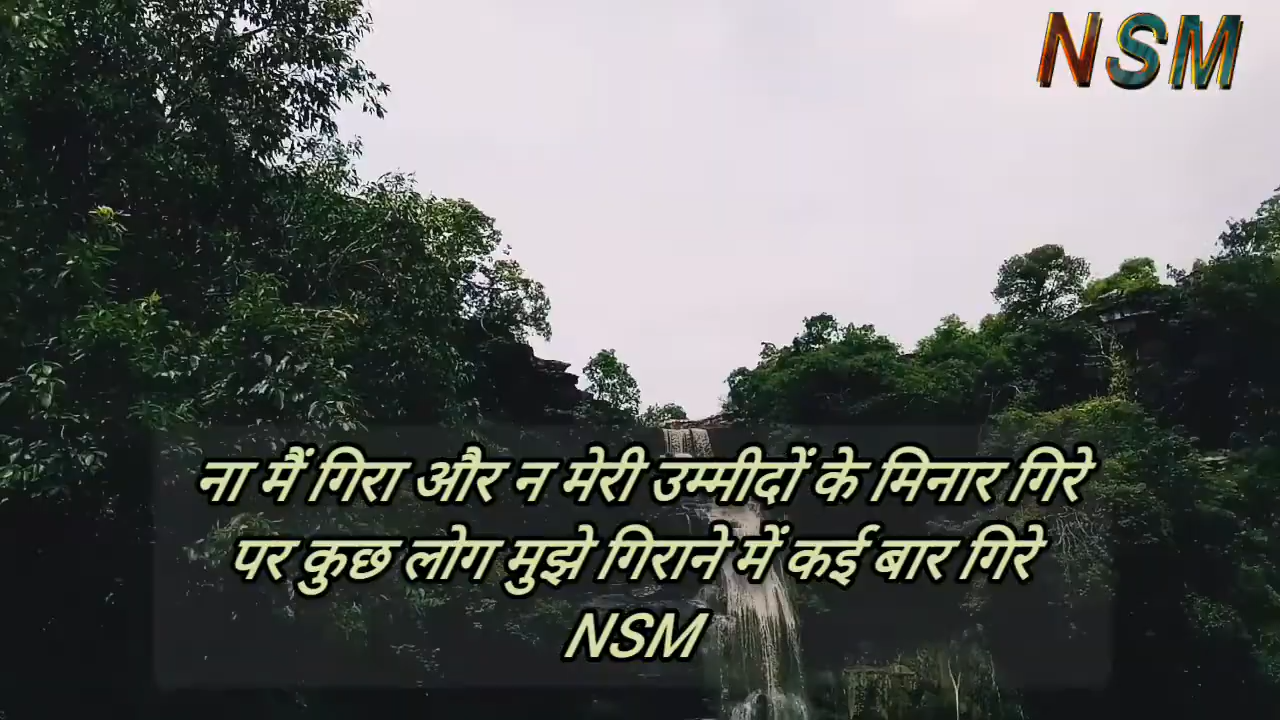 NSM
ना मैं गिरा और न मेरी उम्मीदों के मिनार गिरे
पर कुछ लोग मुझे गिराने में कई बार गिरे
NSM